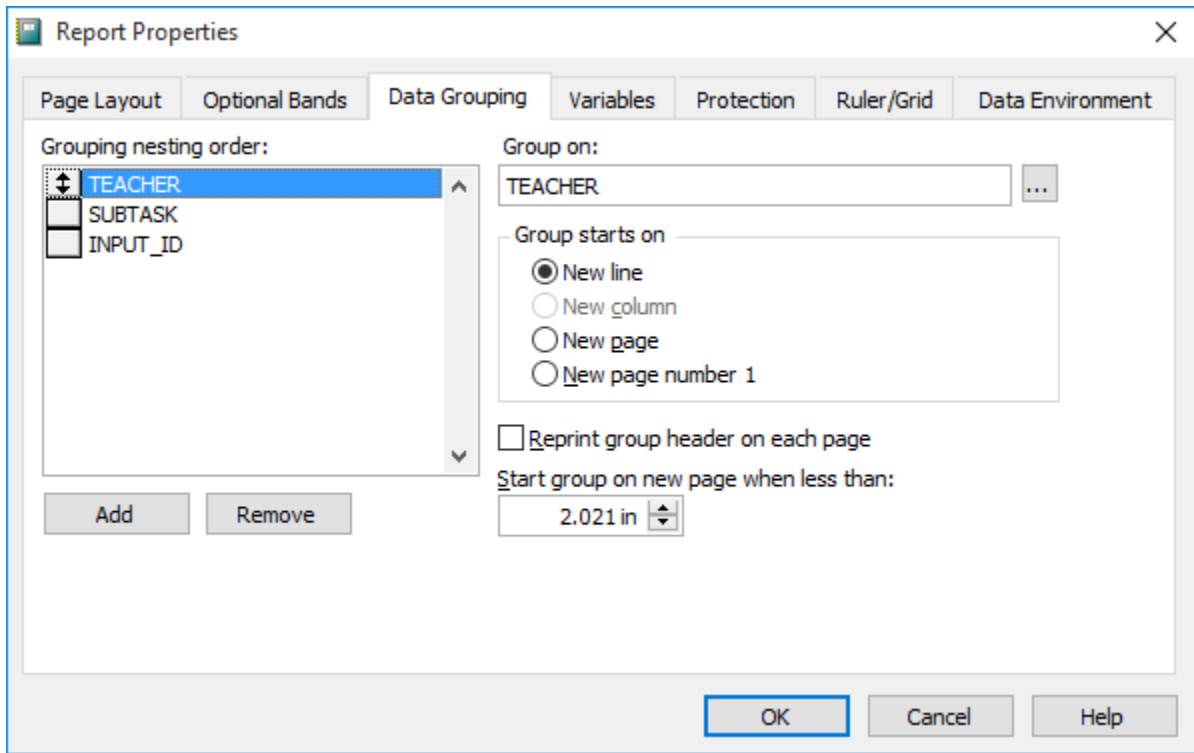 Report Properties
Page Layout Optional Bands Data Grouping Variables Protection Ruler/Grid Data Environment
Grouping nesting order:
TEACHER
SUBTASK
INPUT_ID
Add Remove
Group on:
TEACHER ...
Group starts on
New line
New column
New page
New page number 1
Reprint group header on each page
Start group on new page when less than:
2.021 in
OK Cancel Help